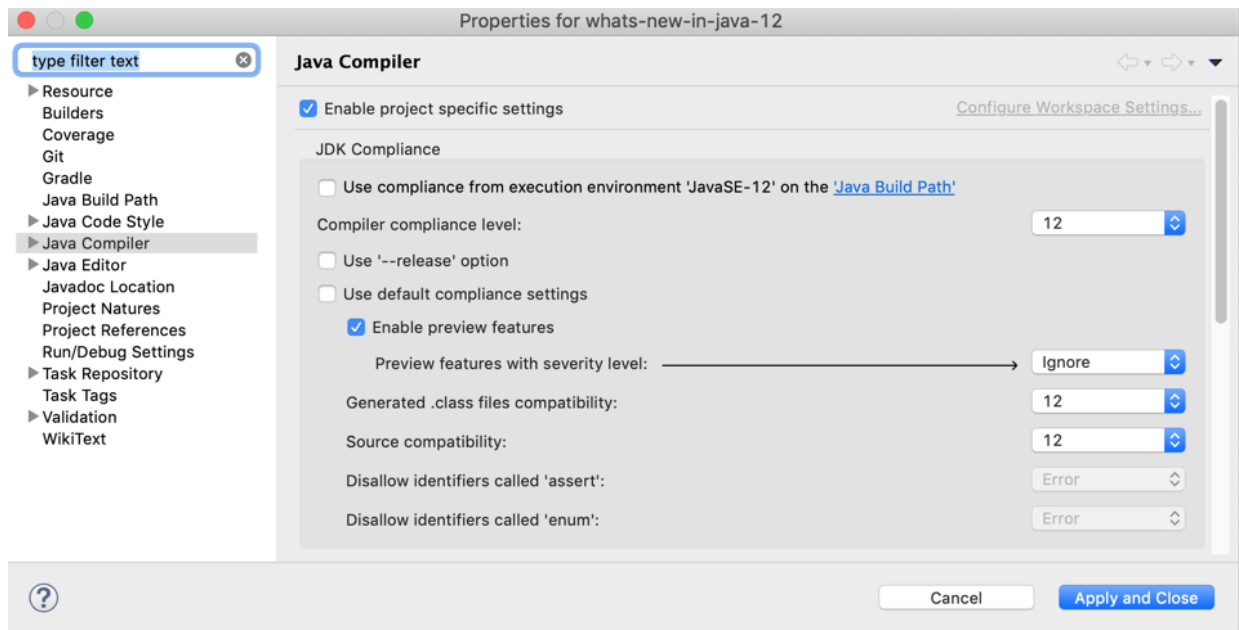 Properties for whats-new-in-java-12
type filter text
Resource
Builders
Coverage
Git
Gradle
Java Build Path
Java Code Style
Java Compiler
Java Editor
Javadoc Location
Project Natures
Project References
Run/Debug Settings
Task Repository
Task Tags
Validation
WikiText
Java Compiler
Enable project specific settings
Configure Workspace Settings...
JDK Compliance
Use compliance from execution environment 'JavaSE-12' on the 'Java Build Path'
Compiler compliance level: 12
Use '--release' option
Use default compliance settings
Enable preview features
Preview features with severity level: Ignore
Generated .class files compatibility: 12
Source compatibility: 12
Disallow identifiers called 'assert': Error
Disallow identifiers called 'enum': Error
?
Cancel
Apply and Close